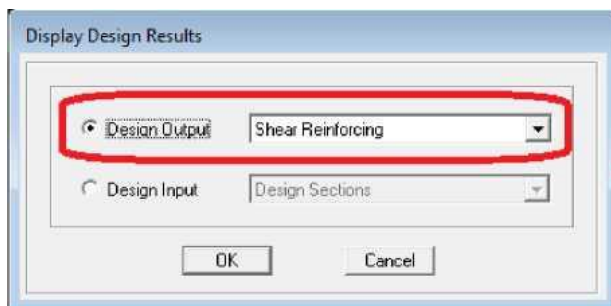 Display Design Results
Design Output Shear Reinforcing
Design Input Design Sections
OK Cancel